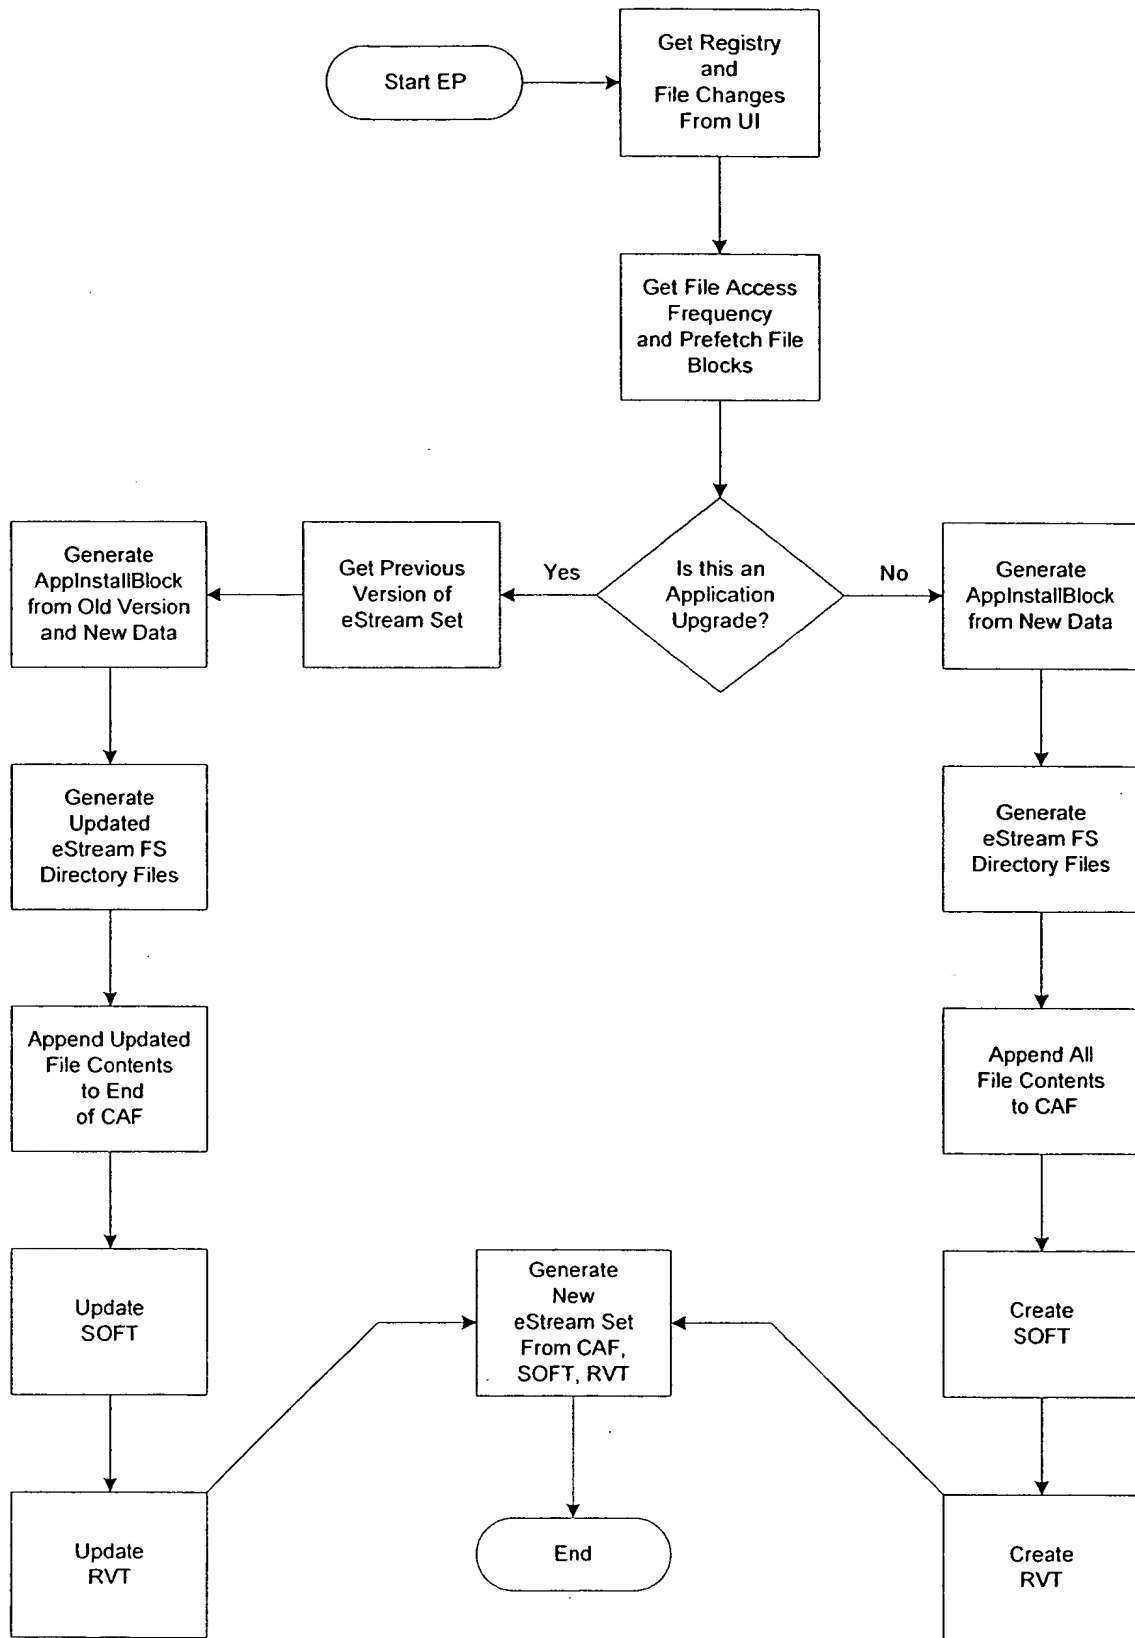 Start EP
Get Registry
and
File Changes
From UI
Get File Access
Frequency
and Prefetch File
Blocks
Is this an
Application
Upgrade?
Yes
No
Get Previous
Version of
eStream Set
Generate
AppInstallBlock
from Old Version
and New Data
Generate
Updated
eStream FS
Directory Files
Append Updated
File Contents
to End
of CAF
Update
SOFT
Update
RVT
Generate
AppInstallBlock
from New Data
Generate
eStream FS
Directory Files
Append All
File Contents
to CAF
Create
SOFT
Create
RVT
Generate
New
eStream Set
From CAF,
SOFT, RVT
End